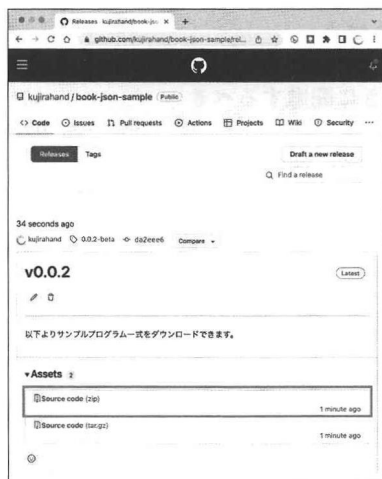 Releases · kujirahand/book-js
github.com/kujirahand/book-json-sample/rel...
kujirahand / book-json-sample Public
Code Issues Pull requests Actions Projects Wiki Security
Releases Tags Draft a new release
Find a release
34 seconds ago
kujirahand 0.0.2-beta da2eee6 Compare
v0.0.2 Latest
以下よりサンプルプログラム一式をダウンロードできます。
Assets 2
Source code (zip)
1 minute ago
Source code (tar.gz)
1 minute ago